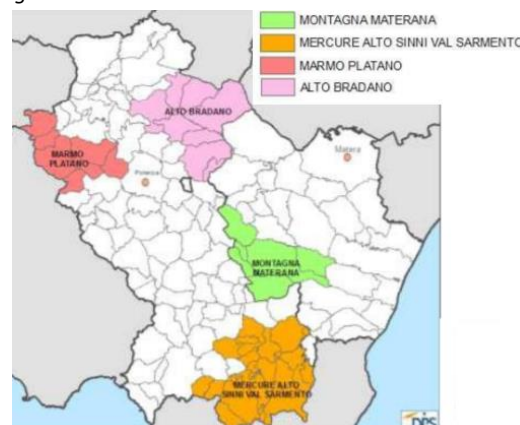 MONTAGNA MATERANA
MERCURE ALTO SINNI VAL SARMENTO
MARMO PLATANO
ALTO BRADANO
ALTO BRADANO
MARMO
PLATANO
Potenza
Matera
MONTAGNA
MATERANA
MERCURE ALTO
SINNI VAL SARMENTO
DPS